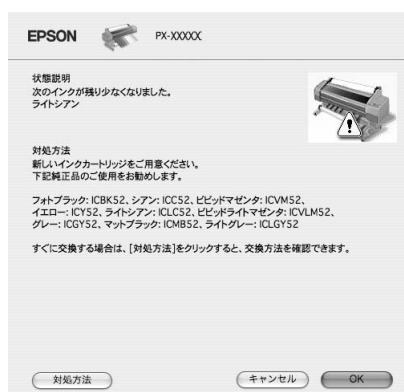 EPSON PX-XXXXX
状態説明
次のインクが残り少なくなりました。
ライトシアン
対処方法
新しいインクカートリッジをご用意ください。
下記純正品のご使用をお勧めします。
フォトブラック: ICBK52、シアン: ICC52、ビビッドマゼンタ: ICVM52、
イエロー: ICY52、ライトシアン: ICLC52、ビビッドライトマゼンタ: ICVLM52、
グレー: ICGY52、マットブラック: ICMB52、ライトグレー: ICLGY52
すぐに交換する場合は、[対処方法]をクリックすると、交換方法を確認できます。
対処方法 キャンセル OK